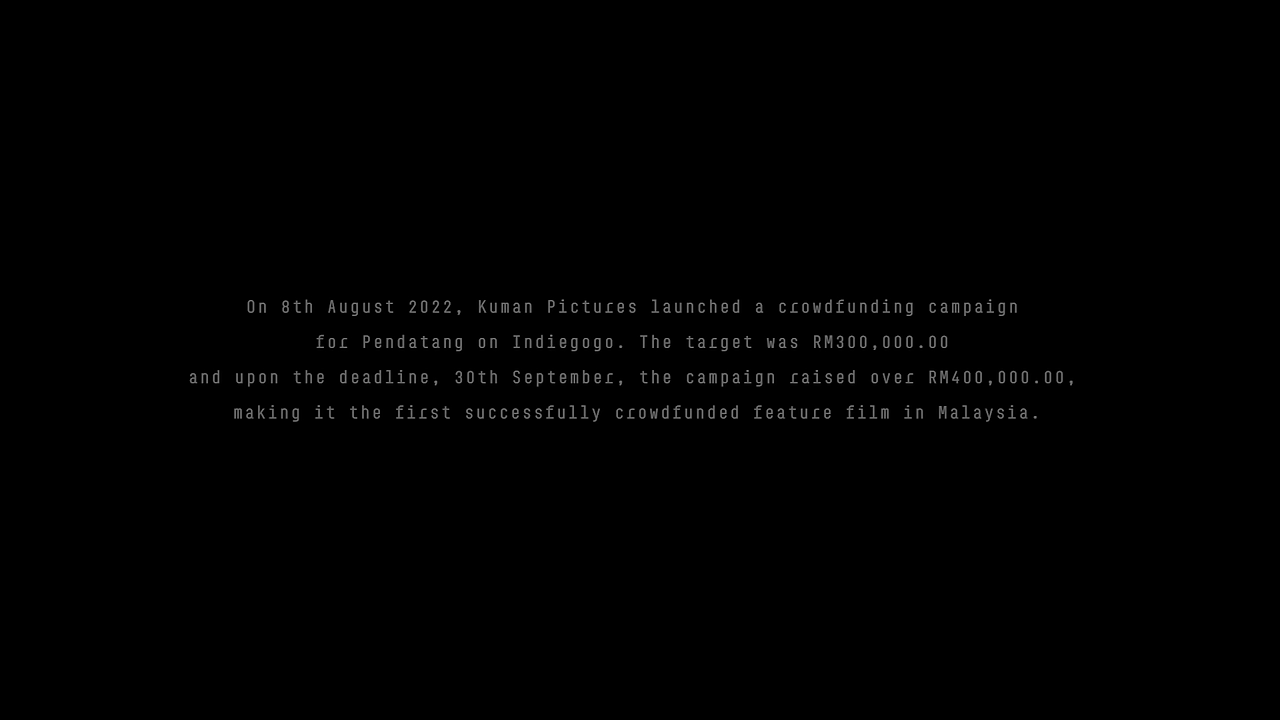 On 8th August 2022, Kuman Pictures launched a crowdfunding campaign
for Pendatang on Indiegogo. The target was RM300,000.00
and upon the deadline, 30th September, the campaign raised over RM400,000.00,
making it the first successfully crowdfunded feature film in Malaysia.